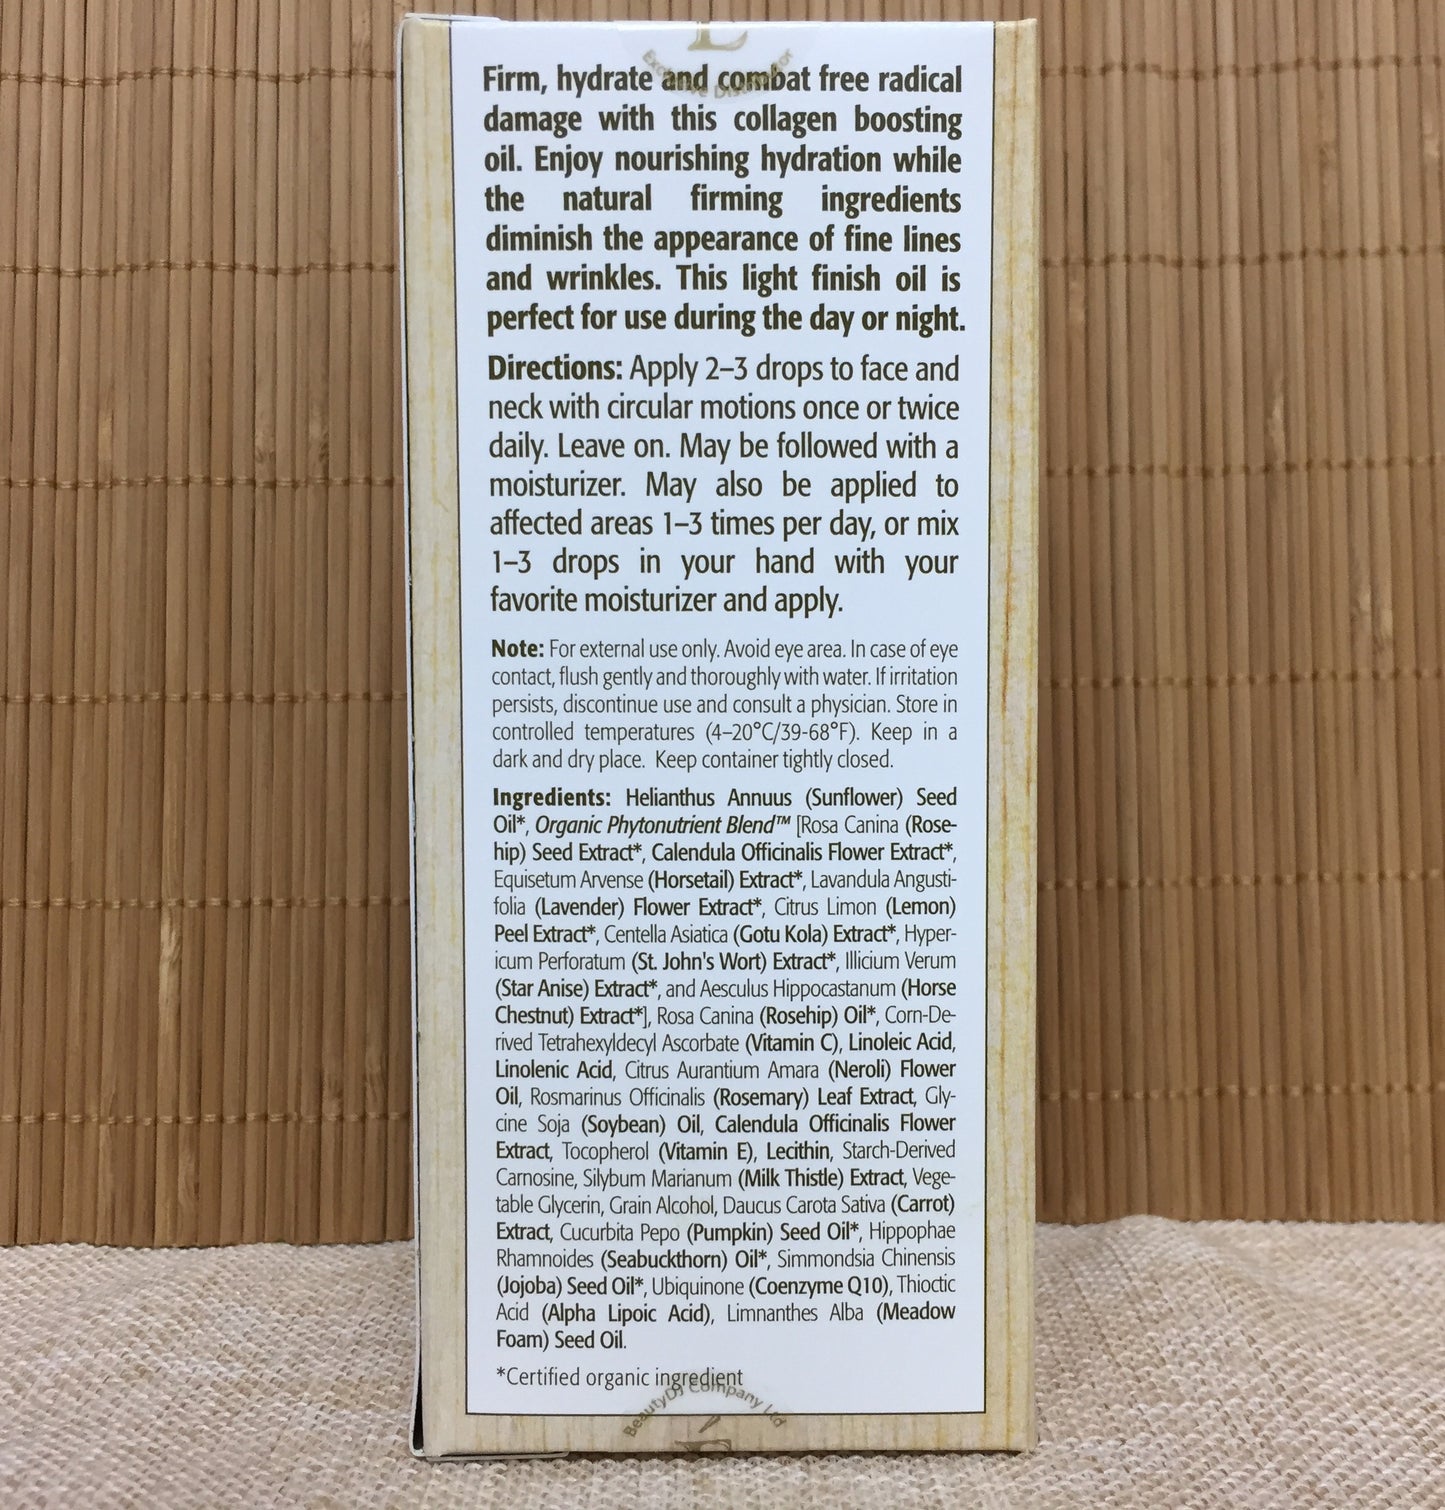 Firm, hydrate and combat free radical
damage with this collagen boosting
oil. Enjoy nourishing hydration while
the natural firming ingredients
diminish the appearance of fine lines
and wrinkles. This light finish oil is
perfect for use during the day or night.
Directions: Apply 2–3 drops to face and
neck with circular motions once or twice
daily. Leave on. May be followed with a
moisturizer. May also be applied to
affected areas 1–3 times per day, or mix
1–3 drops in your hand with your
favorite moisturizer and apply.
Note: For external use only. Avoid eye area. In case of eye
contact, flush gently and thoroughly with water. If irritation
persists, discontinue use and consult a physician. Store in
controlled temperatures (4–20°C/39-68°F). Keep in a
dark and dry place. Keep container tightly closed.
Ingredients: Helianthus Annuus (Sunflower) Seed
Oil*, Organic Phytonutrient Blend™ [Rosa Canina (Rose-
hip) Seed Extract*, Calendula Officinalis Flower Extract*,
Equisetum Arvense (Horsetail) Extract*, Lavandula Angusti-
folia (Lavender) Flower Extract*, Citrus Limon (Lemon)
Peel Extract*, Centella Asiatica (Gotu Kola) Extract*, Hyper-
icum Perforatum (St. John's Wort) Extract*, Illicium Verum
(Star Anise) Extract*, and Aesculus Hippocastanum (Horse
Chestnut) Extract*], Rosa Canina (Rosehip) Oil*, Corn-De-
rived Tetrahexyldecyl Ascorbate (Vitamin C), Linoleic Acid,
Linolenic Acid, Citrus Aurantium Amara (Neroli) Flower
Oil, Rosmarinus Officinalis (Rosemary) Leaf Extract, Gly-
cine Soja (Soybean) Oil, Calendula Officinalis Flower
Extract, Tocopherol (Vitamin E), Lecithin, Starch-Derived
Carnosine, Silybum Marianum (Milk Thistle) Extract, Vege-
table Glycerin, Grain Alcohol, Daucus Carota Sativa (Carrot)
Extract, Cucurbita Pepo (Pumpkin) Seed Oil*, Hippophae
Rhamnoides (Seabuckthorn) Oil*, Simmondsia Chinensis
(Jojoba) Seed Oil*, Ubiquinone (Coenzyme Q10), Thioctic
Acid (Alpha Lipoic Acid), Limnanthes Alba (Meadow
Foam) Seed Oil.
*Certified organic ingredient
BeautyDJ Company Ltd